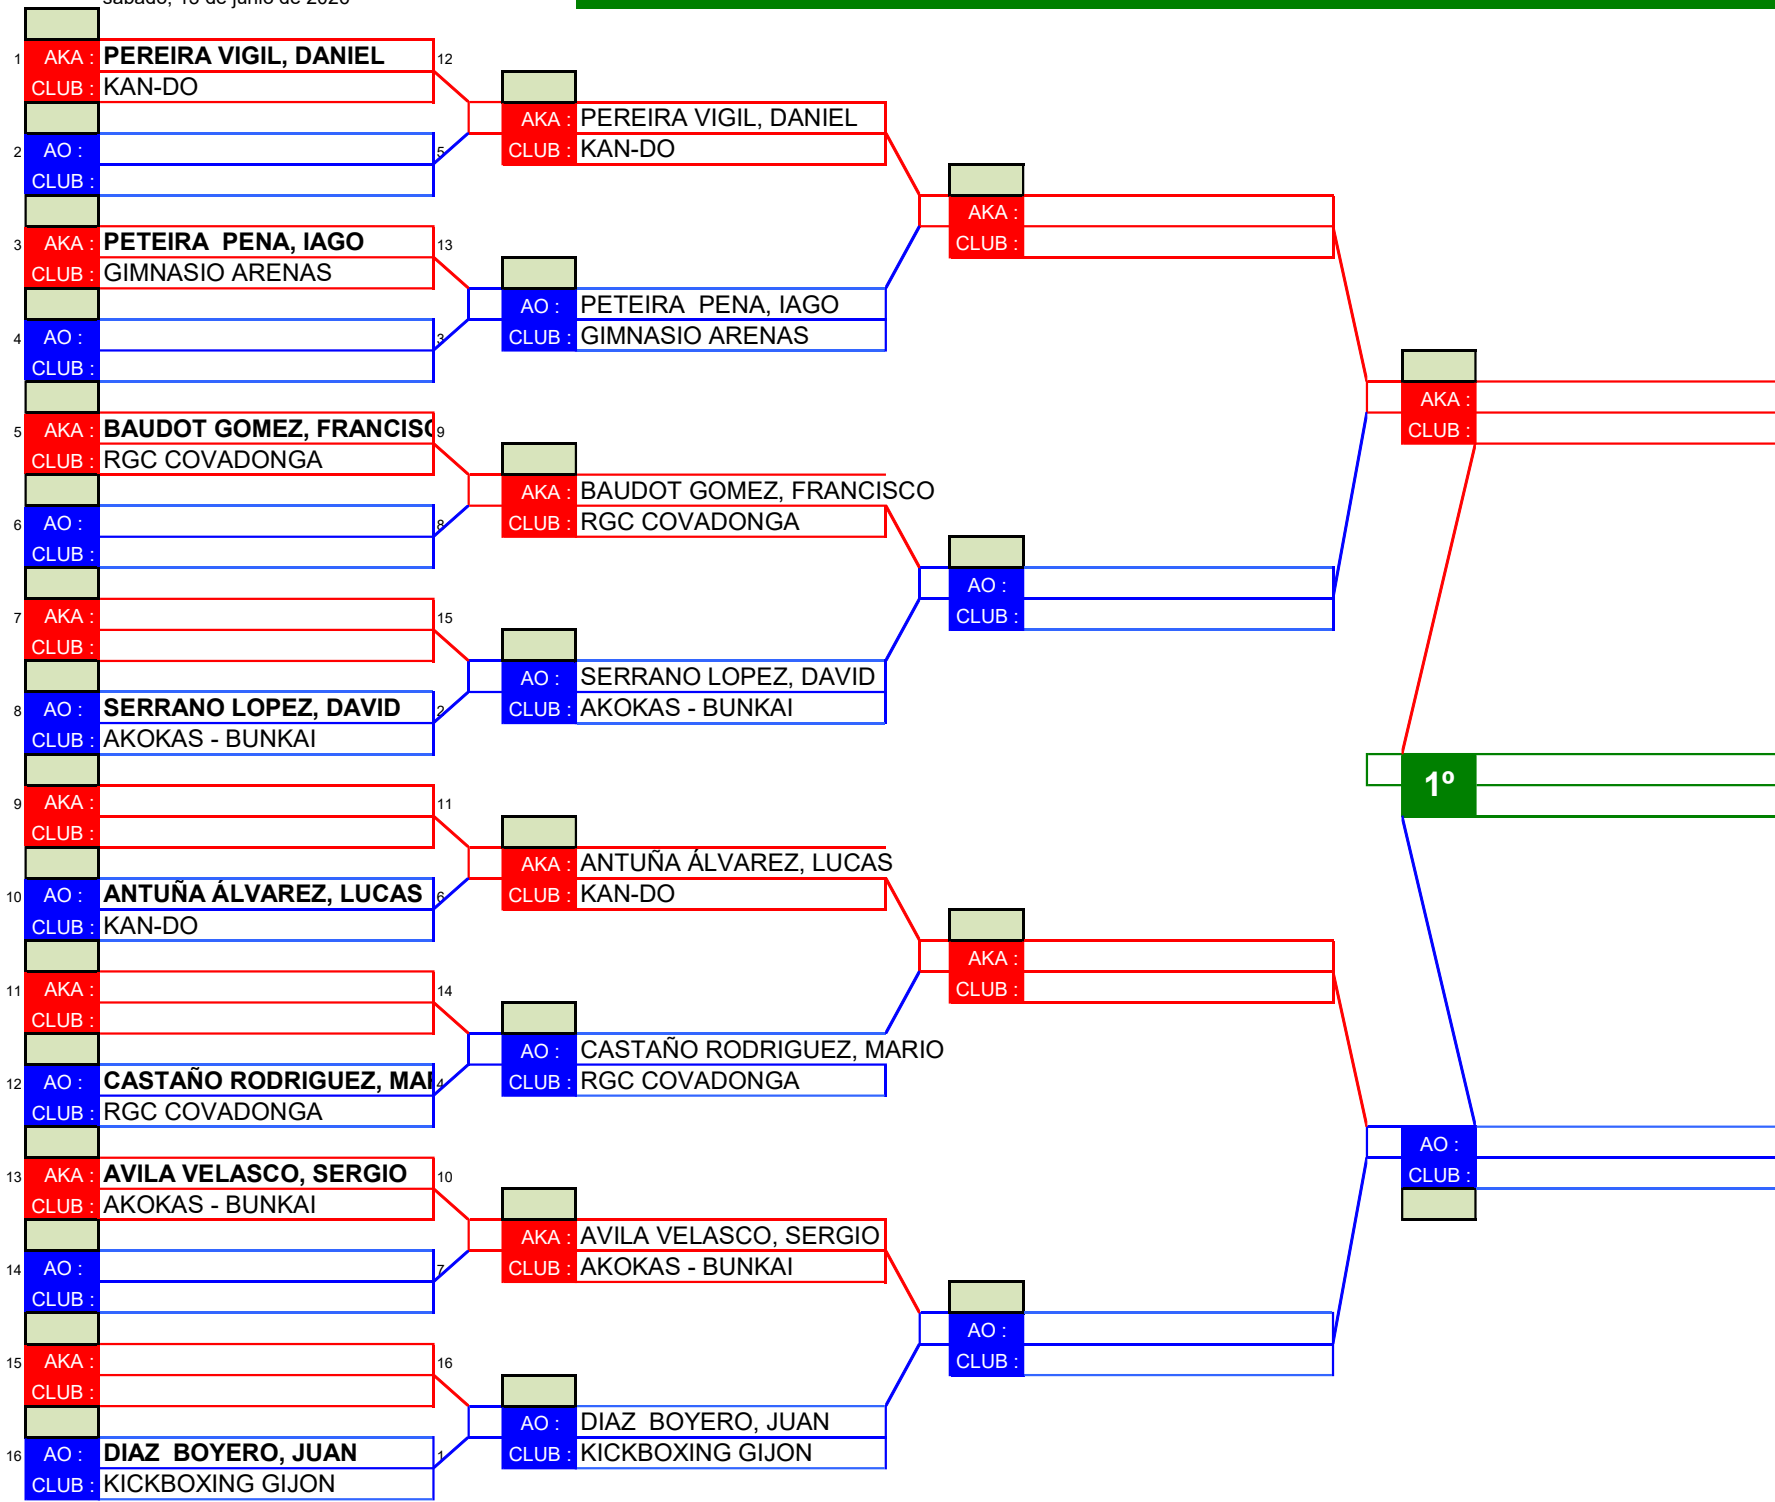 sábado, 13 de junio de 2026
1 AKA : PEREIRA VIGIL, DANIEL 12
CLUB : KAN-DO
2 AO : 5
CLUB :
3 AKA : PETEIRA PENA, IAGO 13
CLUB : GIMNASIO ARENAS
4 AO : 3
CLUB :
5 AKA : BAUDOT GOMEZ, FRANCISC 9
CLUB : RGC COVADONGA
6 AO : 8
CLUB :
7 AKA : 15
CLUB :
8 AO : SERRANO LOPEZ, DAVID 2
CLUB : AKOKAS - BUNKAI
9 AKA : 11
CLUB :
10 AO : ANTUÑA ÁLVAREZ, LUCAS 6
CLUB : KAN-DO
11 AKA : 14
CLUB :
12 AO : CASTAÑO RODRIGUEZ, MAR 4
CLUB : RGC COVADONGA
13 AKA : AVILA VELASCO, SERGIO 10
CLUB : AKOKAS - BUNKAI
14 AO : 7
CLUB :
15 AKA : 16
CLUB :
16 AO : DIAZ BOYERO, JUAN 1
CLUB : KICKBOXING GIJON
AKA : PEREIRA VIGIL, DANIEL
CLUB : KAN-DO
AO : PETEIRA PENA, IAGO
CLUB : GIMNASIO ARENAS
AKA : BAUDOT GOMEZ, FRANCISCO
CLUB : RGC COVADONGA
AO : SERRANO LOPEZ, DAVID
CLUB : AKOKAS - BUNKAI
AKA : ANTUÑA ÁLVAREZ, LUCAS
CLUB : KAN-DO
AO : CASTAÑO RODRIGUEZ, MARIO
CLUB : RGC COVADONGA
AKA : AVILA VELASCO, SERGIO
CLUB : AKOKAS - BUNKAI
AO : DIAZ BOYERO, JUAN
CLUB : KICKBOXING GIJON
AKA :
CLUB :
AO :
CLUB :
AKA :
CLUB :
AO :
CLUB :
AKA :
CLUB :
1º
AO :
CLUB :